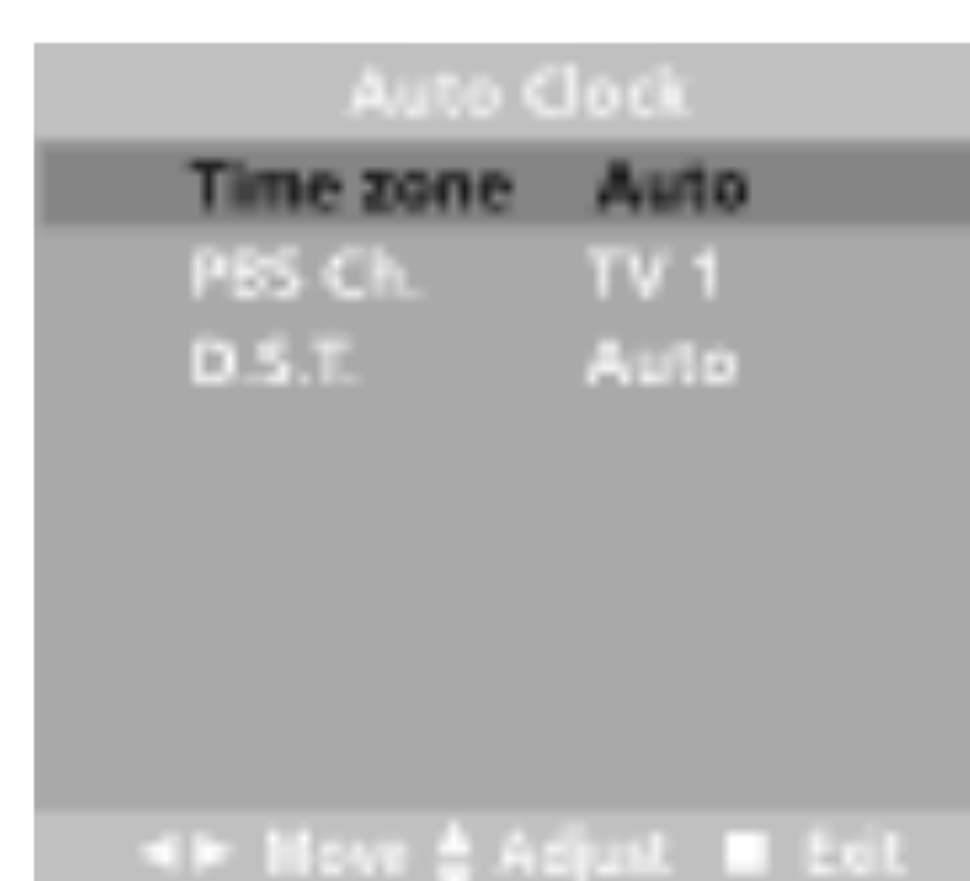 Auto Clock
Time zone Auto
PBS Ch. TV 1
D.S.T. Auto
◄► Move ▲▼ Adjust ■ Exit